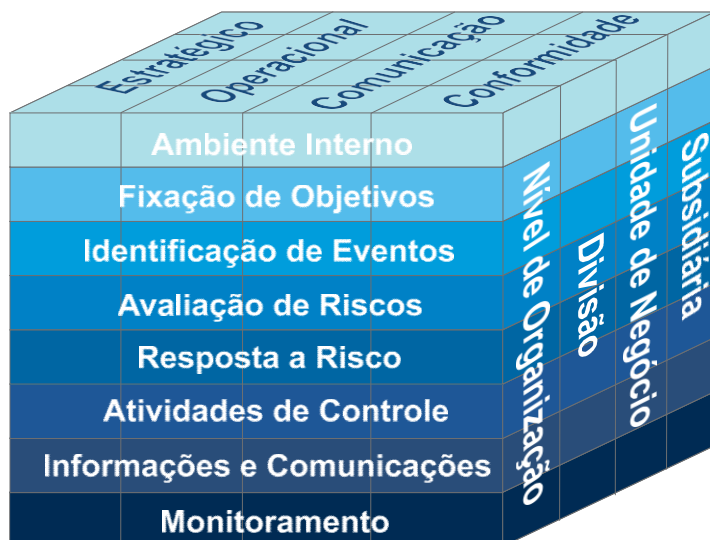 Estratégico
Operacional
Comunicação
Conformidade
Ambiente Interno
Fixação de Objetivos
Identificação de Eventos
Avaliação de Riscos
Resposta a Risco
Atividades de Controle
Informações e Comunicações
Monitoramento
Nível de Organização
Divisão
Unidade de Negócio
Subsidiária